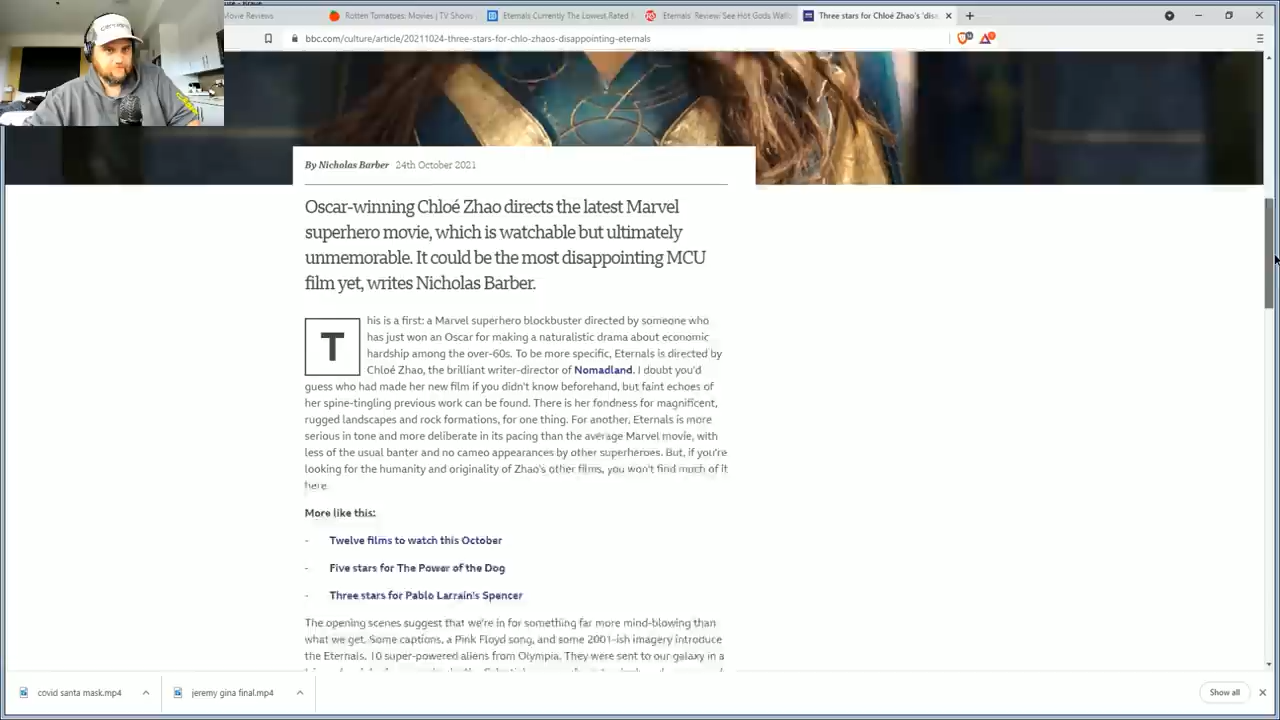 Movie Reviews
Rotten Tomatoes: Movies | TV Show
Eternals Currently The Lowest Rated
Eternals' Review: See Hot Gods Wallo
Three stars for Chloé Zhao's 'disa
bbc.com/culture/article/20211024-three-stars-for-chlo-zhaos-disappointing-eternals
By Nicholas Barber 24th October 2021
Oscar-winning Chloé Zhao directs the latest Marvel
superhero movie, which is watchable but ultimately
unmemorable. It could be the most disappointing MCU
film yet, writes Nicholas Barber.
This is a first: a Marvel superhero blockbuster directed by someone who
has just won an Oscar for making a naturalistic drama about economic
hardship among the over-60s. To be more specific, Eternals is directed by
Chloé Zhao, the brilliant writer-director of Nomadland. I doubt you'd
guess who had made her new film if you didn't know beforehand, but faint echoes of
her spine-tingling previous work can be found. There is her fondness for magnificent,
rugged landscapes and rock formations, for one thing. For another, Eternals is more
serious in tone and more deliberate in its pacing than the average Marvel movie, with
less of the usual banter and no cameo appearances by other superheroes. But, if you're
looking for the humanity and originality of Zhao's other films, you won't find much of it
here.
More like this:
- Twelve films to watch this October
- Five stars for The Power of the Dog
- Three stars for Pablo Larraín's Spencer
The opening scenes suggest that we're in for something far more mind-blowing than
what we get. Some captions, a Pink Floyd song, and some 2001-ish imagery introduce
the Eternals, 10 super-powered aliens from Olympia. They were sent to our galaxy in a
covid santa mask.mp4
jeremy gina final.mp4
Show all